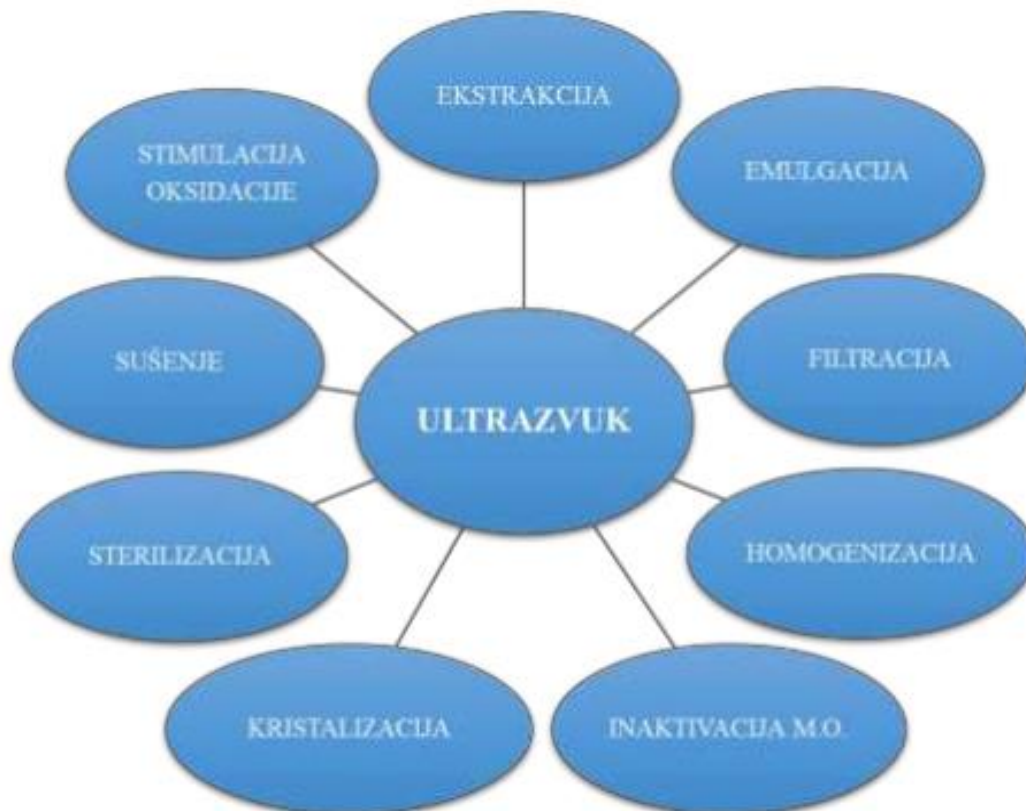 EKSTRAKCIJA
STIMULACIJA
OKSIDACIJE
EMULGACIJA
SUŠENJE
FILTRACIJA
ULTRAZVUK
STERILIZACIJA
HOMOGENIZACIJA
KRISTALIZACIJA
INAKTIVACIJA M.O.